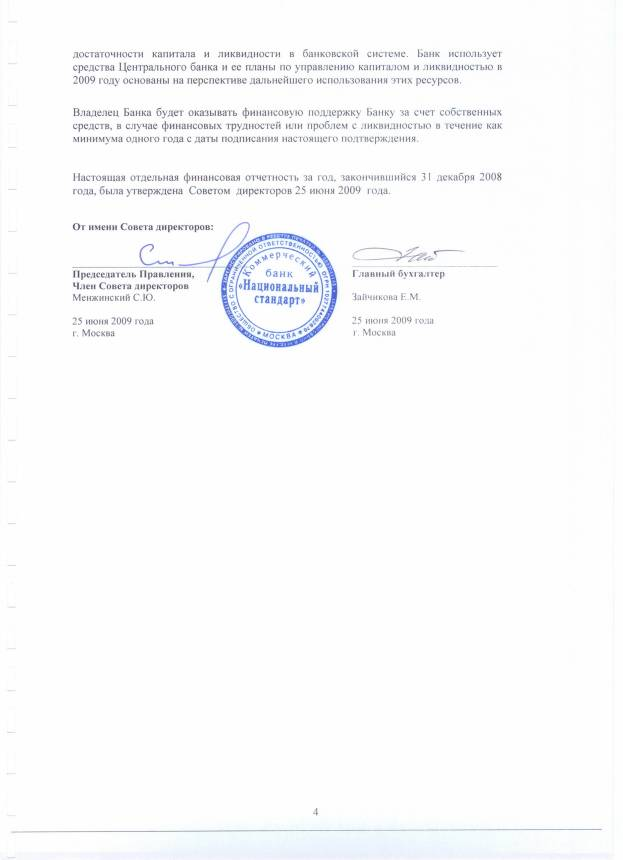 достаточности капитала и ликвидности в банковской системе. Банк использует
средства Центрального банка и ее планы по управлению капиталом и ликвидностью в
2009 году основаны на перспективе дальнейшего использования этих ресурсов.
Владелец Банка будет оказывать финансовую поддержку Банку за счет собственных
средств, в случае финансовых трудностей или проблем с ликвидностью в течение как
минимума одного года с даты подписания настоящего подтверждения.
Настоящая отдельная финансовая отчетность за год, закончившийся 31 декабря 2008
года, была утверждена Советом директоров 25 июня 2009 года.
От имени Совета директоров:
Председатель Правления,
Член Совета директоров
Менжинский С.Ю.
25 июня 2009 года
г. Москва
ОБЩЕСТВО С ОГРАНИЧЕННОЙ ОТВЕТСТВЕННОСТЬЮ
МОСКВА
Коммерческий
банк
«Национальный
стандарт»
Главный бухгалтер
Зайчикова Е.М.
25 июня 2009 года
г. Москва
4